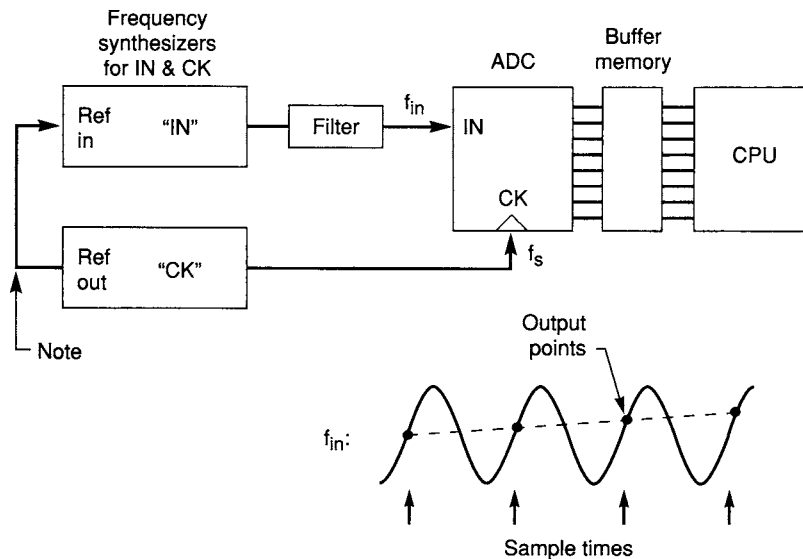 Frequency
synthesizers
for IN & CK
ADC
Buffer
memory
Ref
in
"IN"
Filter
f_in
IN
CK
CPU
Ref
out
"CK"
f_s
Note
Output
points
f_in:
Sample times